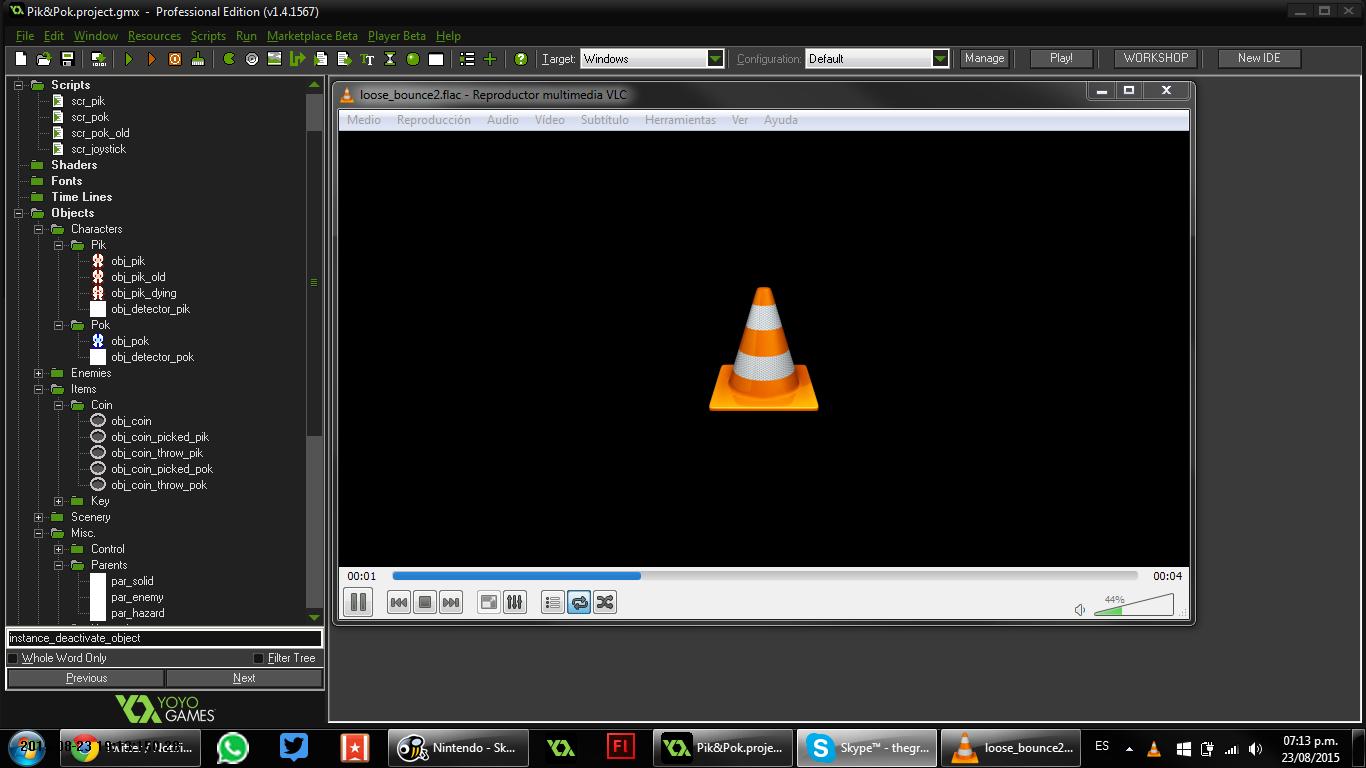 Pik&Pok.project.gmx - Professional Edition (v1.4.1567)
File Edit Window Resources Scripts Run Marketplace Beta Player Beta Help
Target: Windows Configuration: Default Manage Play! WORKSHOP New IDE
Scripts
scr_pik
scr_pok
scr_pok_old
scr_joystick
Shaders
Fonts
Time Lines
Objects
Characters
Pik
obj_pik
obj_pik_old
obj_pik_dying
obj_detector_pik
Pok
obj_pok
obj_detector_pok
Enemies
Items
Coin
obj_coin
obj_coin_picked_pik
obj_coin_throw_pik
obj_coin_picked_pok
obj_coin_throw_pok
Key
Scenery
Misc.
Control
Parents
par_solid
par_enemy
par_hazard
instance_deactivate_object
Whole Word Only Filter Tree
Previous Next
YOYO
GAMES
loose_bounce2.flac - Reproductor multimedia VLC
Medio Reproducción Audio Vídeo Subtítulo Herramientas Ver Ayuda
00:01 00:04
44%
Nintendo - Sk...
Fl
Pik&Pok.proje...
Skype™ - thegr...
loose_bounce2...
ES
07:13 p.m.
23/08/2015